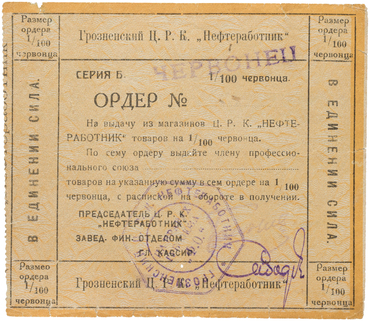 Размер
ордера
1/100
червонца
Грозненский Ц. Р. К. „Нефтеработник"
Размер
ордера
1/100
червонца
ЧЕРВОНЕЦ
СЕРИЯ Б.
1/100 червонца.
ОРДЕР №
На выдачу из магазинов Ц. Р. К. „НЕФТЕ-
РАБОТНИК" товаров на 1/100 червонца.
По сему ордеру выдайте члену профессио-
нального союза
товаров на указанную сумму в сем ордере на 1/100
червонца, с распиской на обороте в получении.
ПРЕДСЕДАТЕЛЬ Ц. Р. К.
„НЕФТЕРАБОТНИК"
ЗАВЕД. ФИН. ОТДЕЛОМ
ГЛ. КАССИР
В ЕДИНЕНИИ СИЛА.
В ЕДИНЕНИИ СИЛА.
Размер
ордера
1/100
червонца
Грозненский Ц. Р. К. „Нефтеработник"
Размер
ордера
1/100
червонца